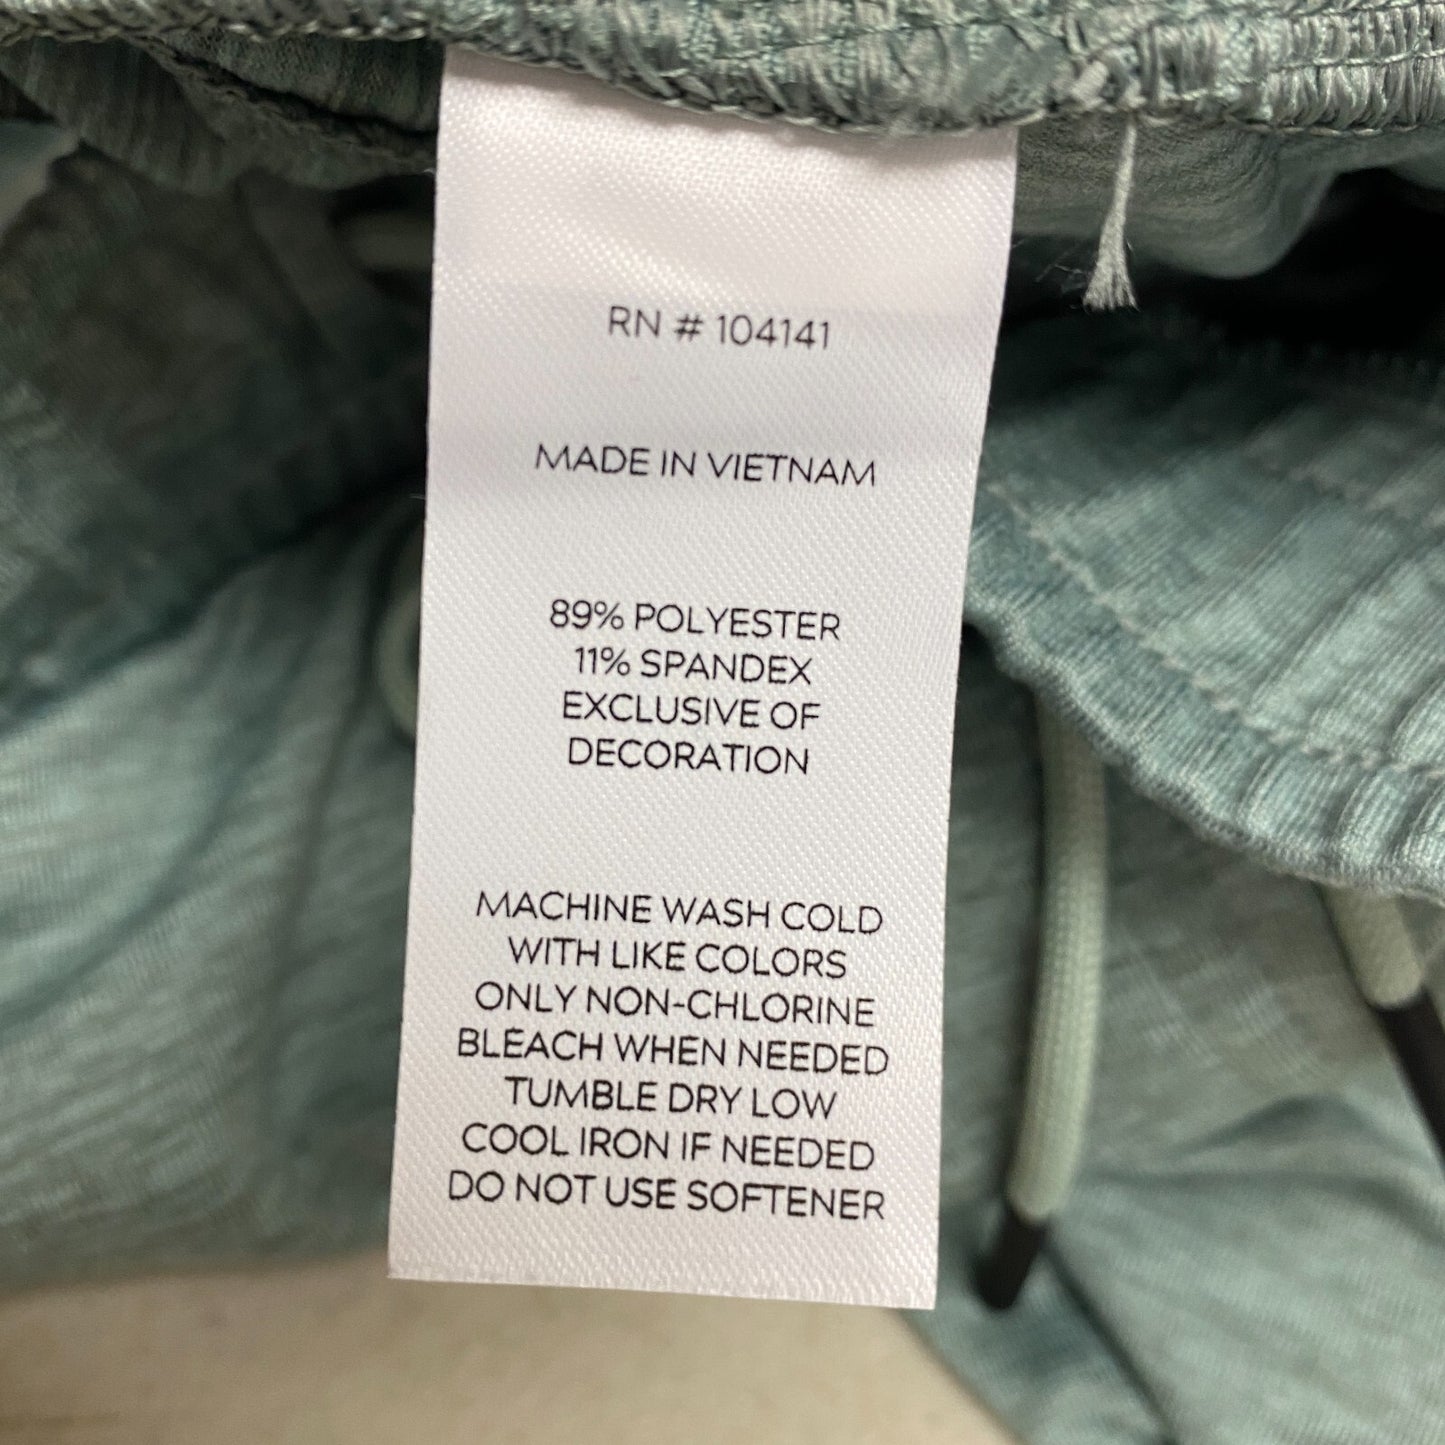 RN # 104141
MADE IN VIETNAM
89% POLYESTER
11% SPANDEX
EXCLUSIVE OF
DECORATION
MACHINE WASH COLD
WITH LIKE COLORS
ONLY NON-CHLORINE
BLEACH WHEN NEEDED
TUMBLE DRY LOW
COOL IRON IF NEEDED
DO NOT USE SOFTENER